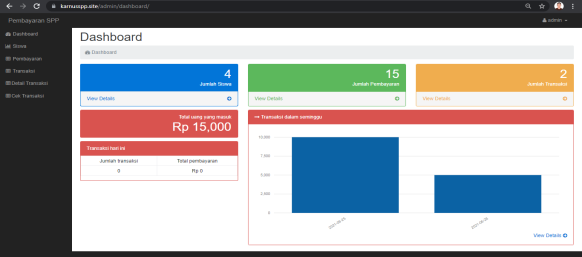 karnusspp.site/admin/dashboard/
Pembayaran SPP
admin
Dashboard
Siswa
Pembayaran
Transaksi
Detail Transaksi
Cek Transaksi
Dashboard
Dashboard
4
Jumlah Siswa
View Details
15
Jumlah Pembayaran
View Details
2
Jumlah Transaksi
View Details
Total uang yang masuk
Rp 15,000
Transaksi hari ini
Jumlah transaksi Total pembayaran
0 Rp 0
Transaksi dalam seminggu
10,000
7,500
5,000
2,500
0
View Details